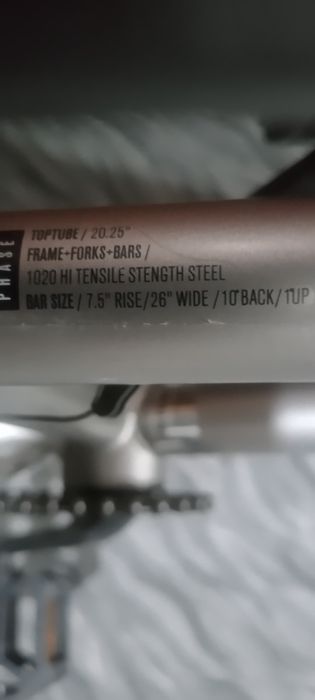 PHASE
TOPTUBE / 20.25"
FRAME+FORKS+BARS /
1020 HI TENSILE STENGTH STEEL
BAR SIZE / 7.5" RISE/26" WIDE /10°BACK/1°UP